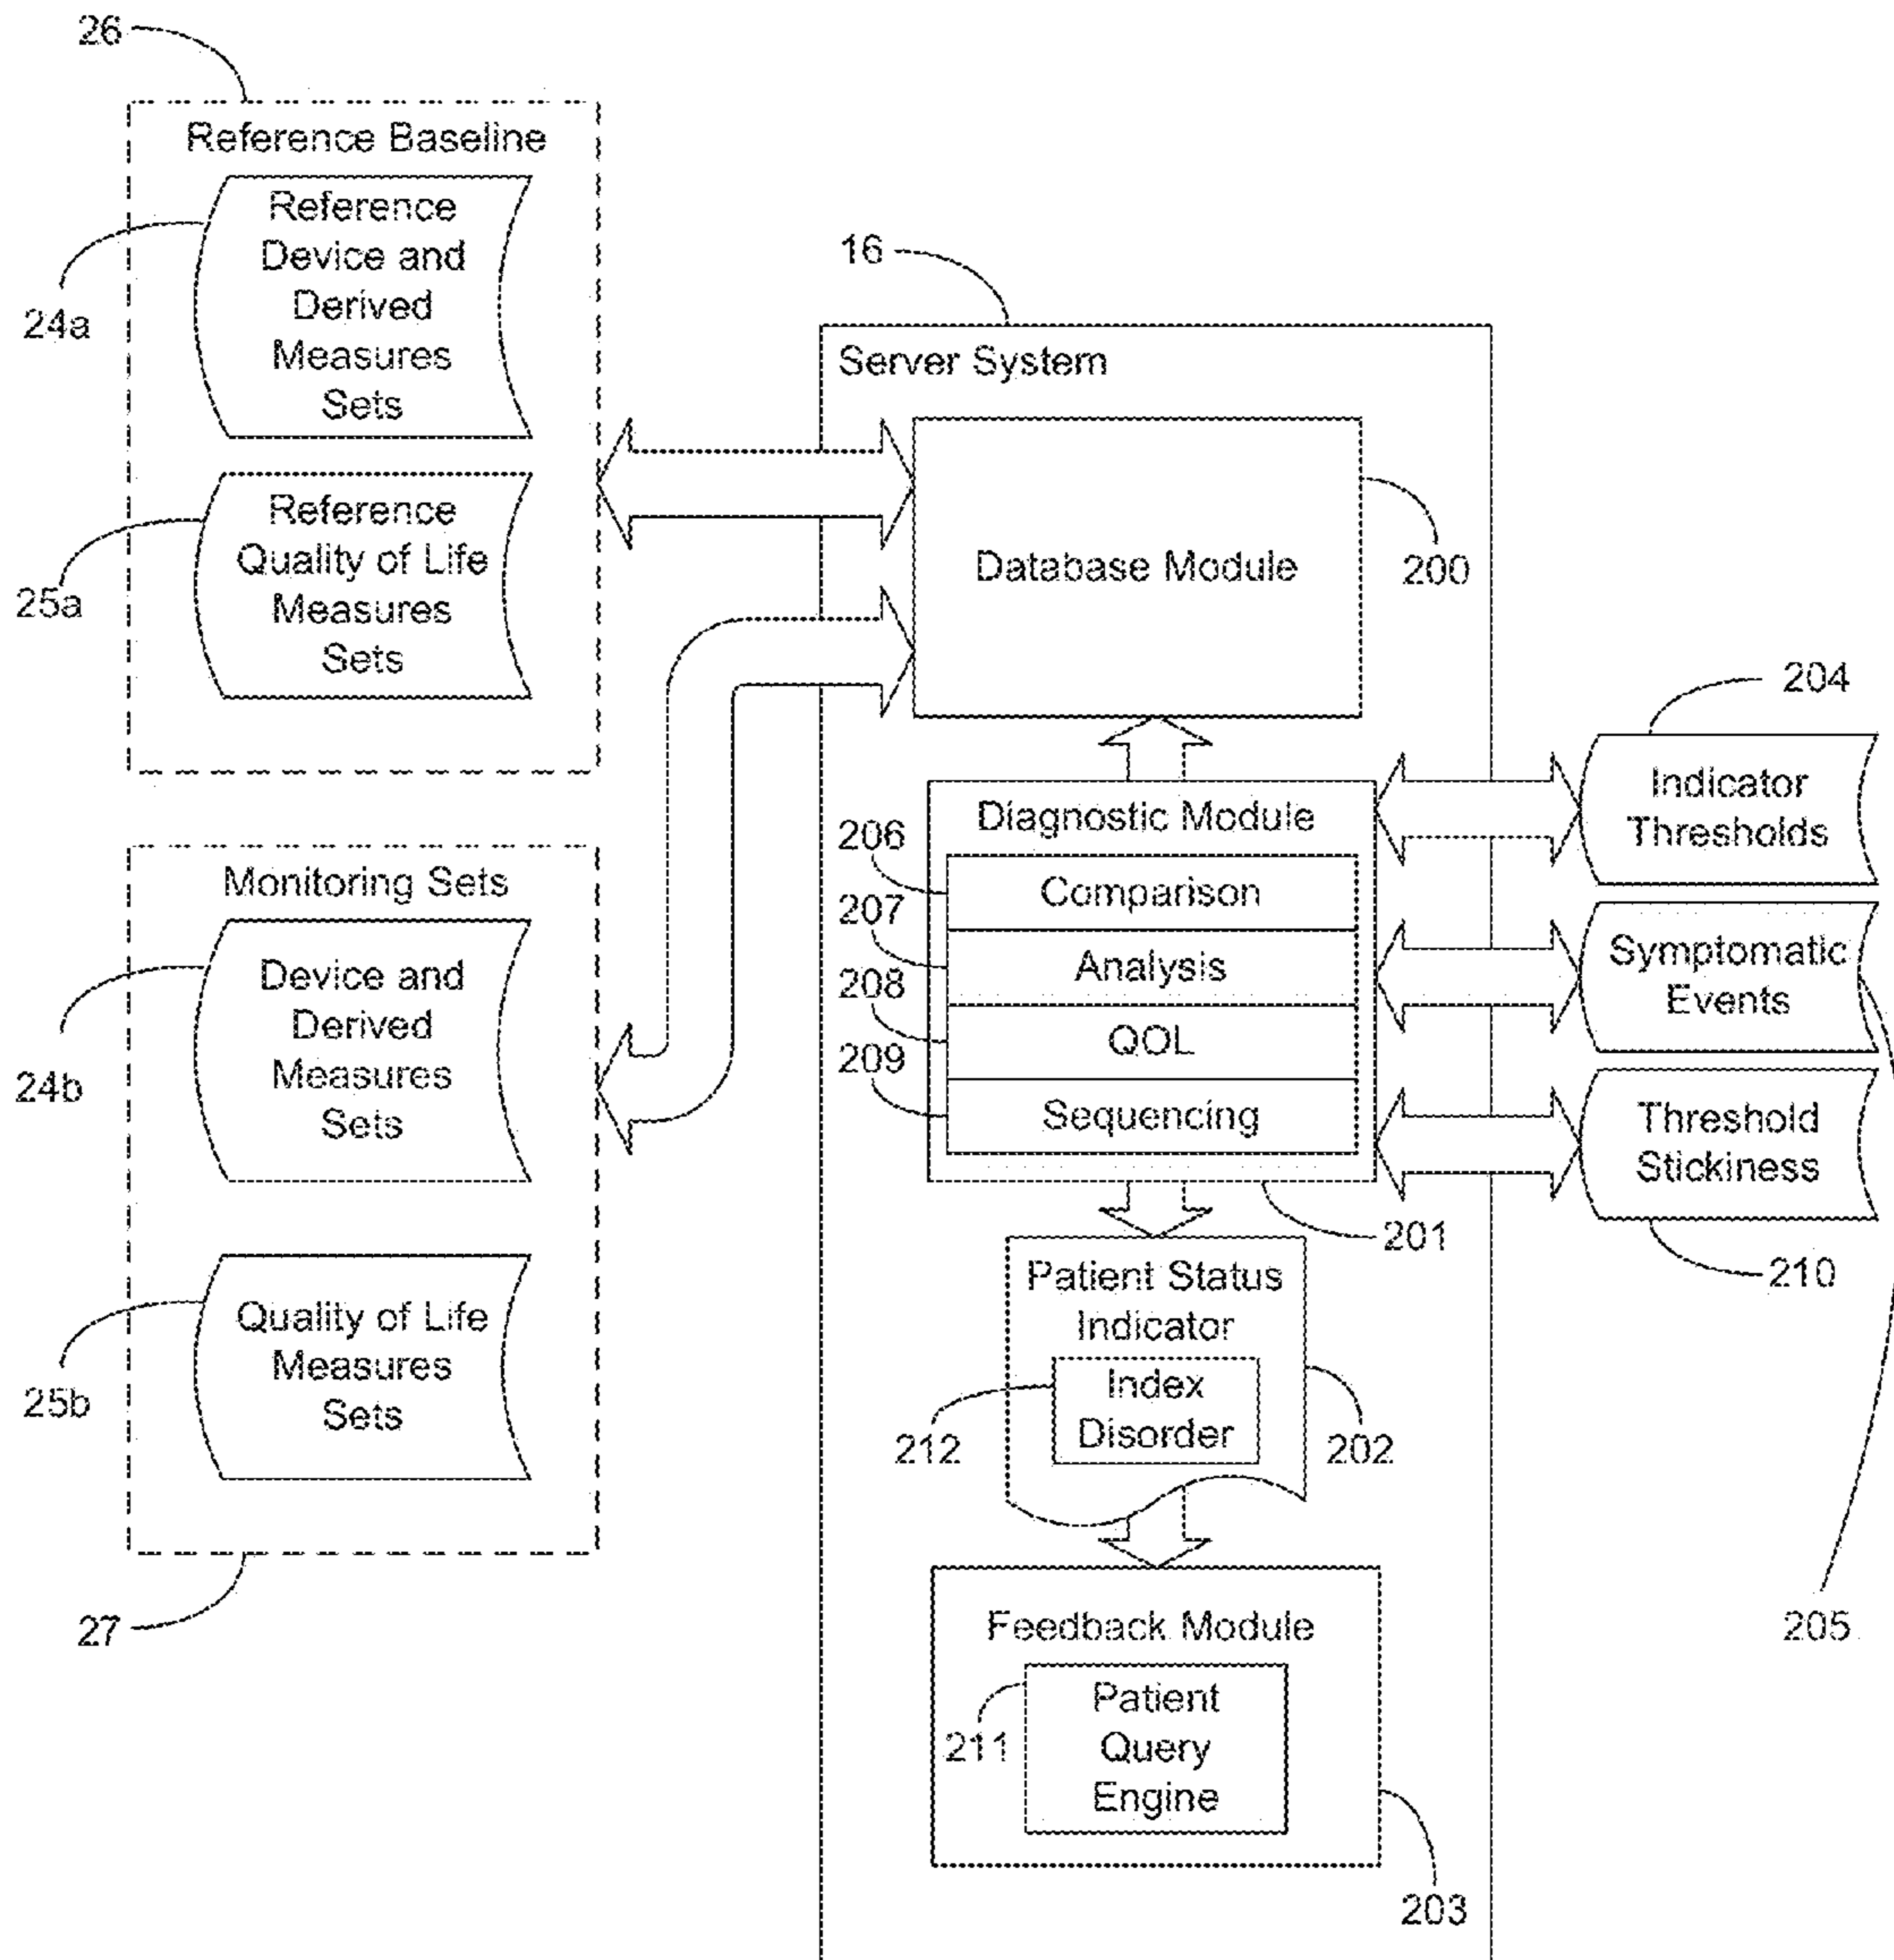 26
Reference Baseline
Reference
Device and
Derived
Measures
Sets
24a
Reference
Quality of Life
Measures
Sets
25a
16
Server System
Database Module
200
204
Indicator
Thresholds
Diagnostic Module
206
Comparison
207
Analysis
208
QOL
209
Sequencing
Symptomatic
Events
Threshold
Stickiness
201
210
Monitoring Sets
Device and
Derived
Measures
Sets
24b
Quality of Life
Measures
Sets
25b
27
Patient Status
Indicator
Index
Disorder
212
202
205
Feedback Module
Patient
Query
Engine
211
203